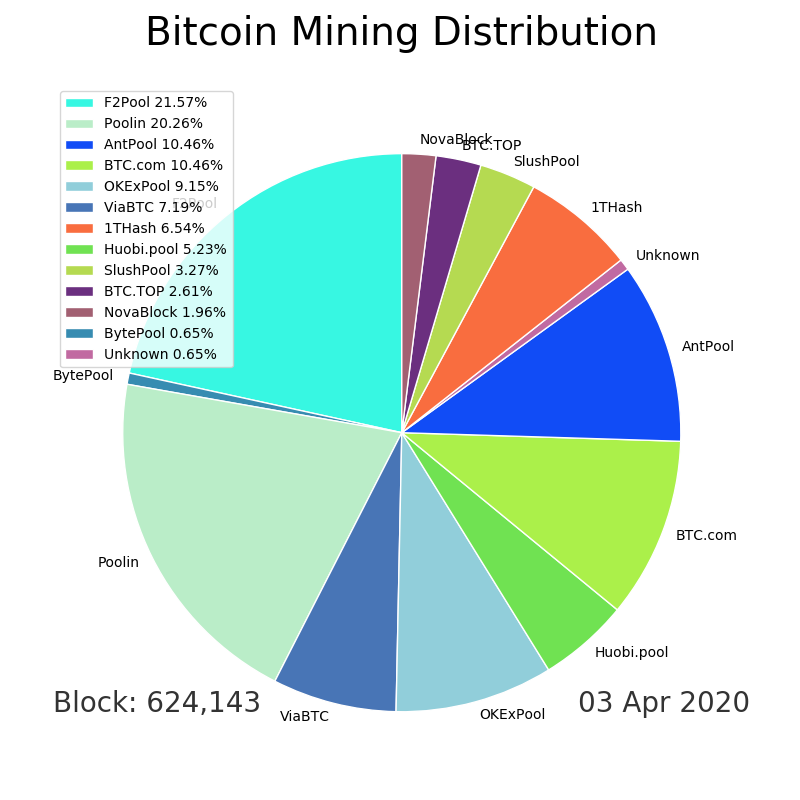 Bitcoin Mining Distribution
F2Pool 21.57%
Poolin 20.26%
AntPool 10.46%
BTC.com 10.46%
OKExPool 9.15%
ViaBTC 7.19%
1THash 6.54%
Huobi.pool 5.23%
SlushPool 3.27%
BTC.TOP 2.61%
NovaBlock 1.96%
BytePool 0.65%
Unknown 0.65%
NovaBlock
BTC.TOP
SlushPool
1THash
Unknown
AntPool
BTC.com
Huobi.pool
OKExPool
ViaBTC
Poolin
BytePool
F2Pool
Block: 624,143
03 Apr 2020